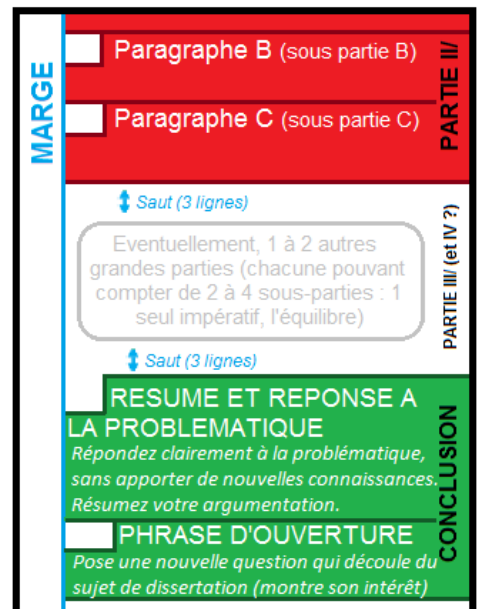 MARGE
Paragraphe B (sous partie B)
Paragraphe C (sous partie C)
PARTIE II/
Saut (3 lignes)
Eventuellement, 1 à 2 autres
grandes parties (chacune pouvant
compter de 2 à 4 sous-parties : 1
seul impératif, l'équilibre)
PARTIE III/ (et IV ?)
Saut (3 lignes)
RESUME ET REPONSE A
LA PROBLEMATIQUE
Répondez clairement à la problématique,
sans apporter de nouvelles connaissances.
Résumez votre argumentation.
PHRASE D'OUVERTURE
Pose une nouvelle question qui découle du
sujet de dissertation (montre son intérêt)
CONCLUSION